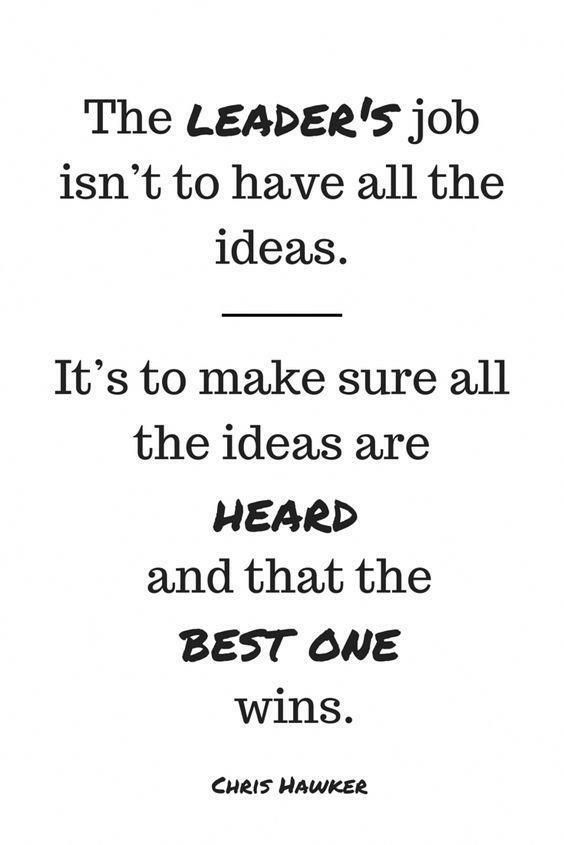 The LEADER'S job
isn’t to have all the
ideas.
It’s to make sure all
the ideas are
HEARD
and that the
BEST ONE
wins.
CHRIS HAWKER